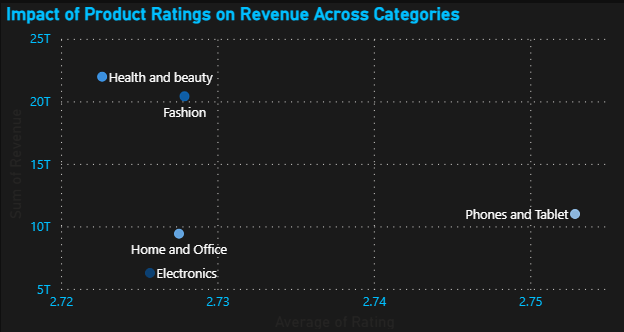 Impact of Product Ratings on Revenue Across Categories
25T
20T
15T
10T
5T
Sum of Revenue
Health and beauty
Fashion
Phones and Tablet
Home and Office
Electronics
2.72
2.73
2.74
2.75
Average of Rating